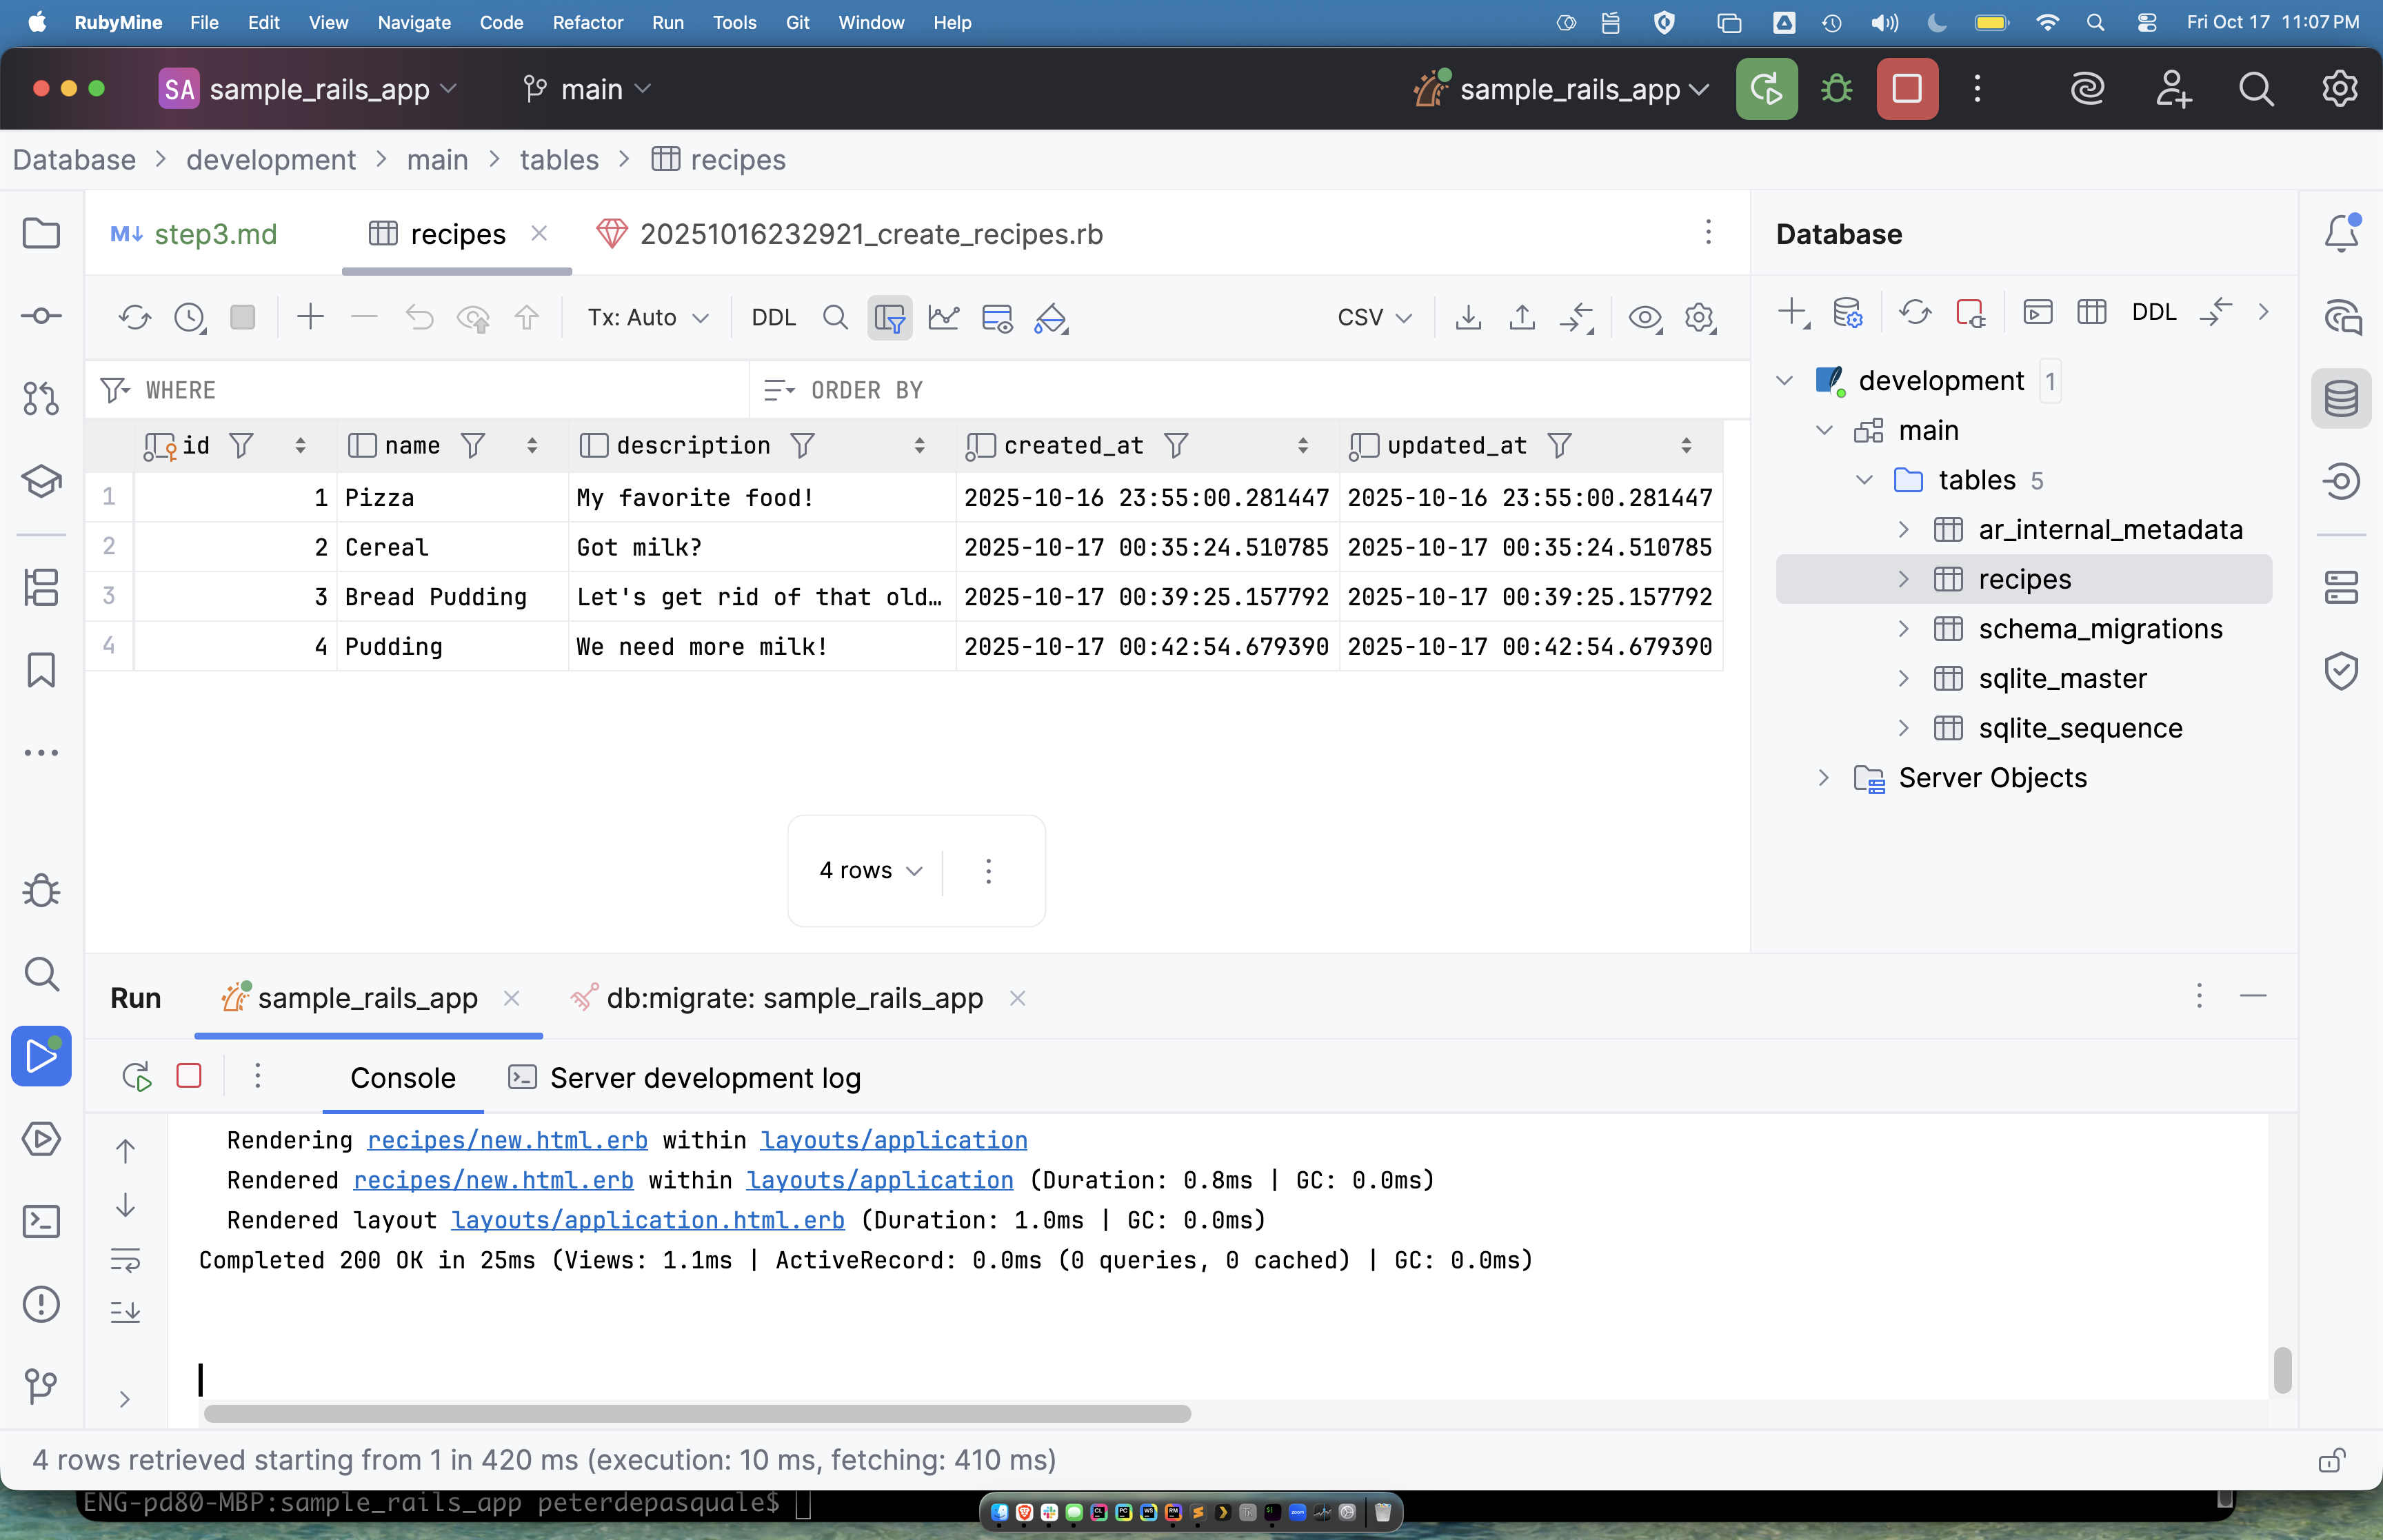 RubyMine File Edit View Navigate Code Refactor Run Tools Git Window Help Fri Oct 17 11:07 PM
SA sample_rails_app main sample_rails_app
Database > development > main > tables > recipes
M↓ step3.md recipes 20251016232921_create_recipes.rb
Database
Tx: Auto DDL CSV
DDL
WHERE ORDER BY
id name description created_at updated_at
1 1 Pizza My favorite food! 2025-10-16 23:55:00.281447 2025-10-16 23:55:00.281447
2 2 Cereal Got milk? 2025-10-17 00:35:24.510785 2025-10-17 00:35:24.510785
3 3 Bread Pudding Let's get rid of that old… 2025-10-17 00:39:25.157792 2025-10-17 00:39:25.157792
4 4 Pudding We need more milk! 2025-10-17 00:42:54.679390 2025-10-17 00:42:54.679390
4 rows
development 1
main
tables 5
ar_internal_metadata
recipes
schema_migrations
sqlite_master
sqlite_sequence
Server Objects
Run sample_rails_app db:migrate: sample_rails_app
Console Server development log
Rendering recipes/new.html.erb within layouts/application
Rendered recipes/new.html.erb within layouts/application (Duration: 0.8ms | GC: 0.0ms)
Rendered layout layouts/application.html.erb (Duration: 1.0ms | GC: 0.0ms)
Completed 200 OK in 25ms (Views: 1.1ms | ActiveRecord: 0.0ms (0 queries, 0 cached) | GC: 0.0ms)
4 rows retrieved starting from 1 in 420 ms (execution: 10 ms, fetching: 410 ms)
ENG-pd80-MBP:sample_rails_app peterdepasquale$